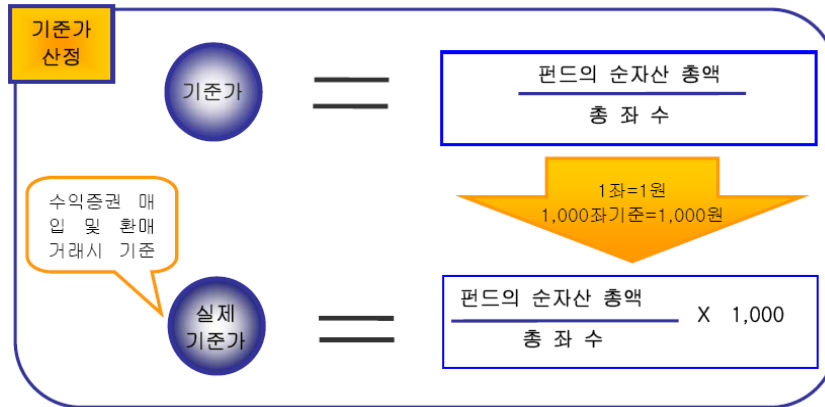 기준가
산정
기준가
펀드의 순자산 총액
총 좌 수
1좌=1원
1,000좌기준=1,000원
수익증권 매
입 및 환매
거래시 기준
실제
기준가
펀드의 순자산 총액
총 좌 수
X 1,000